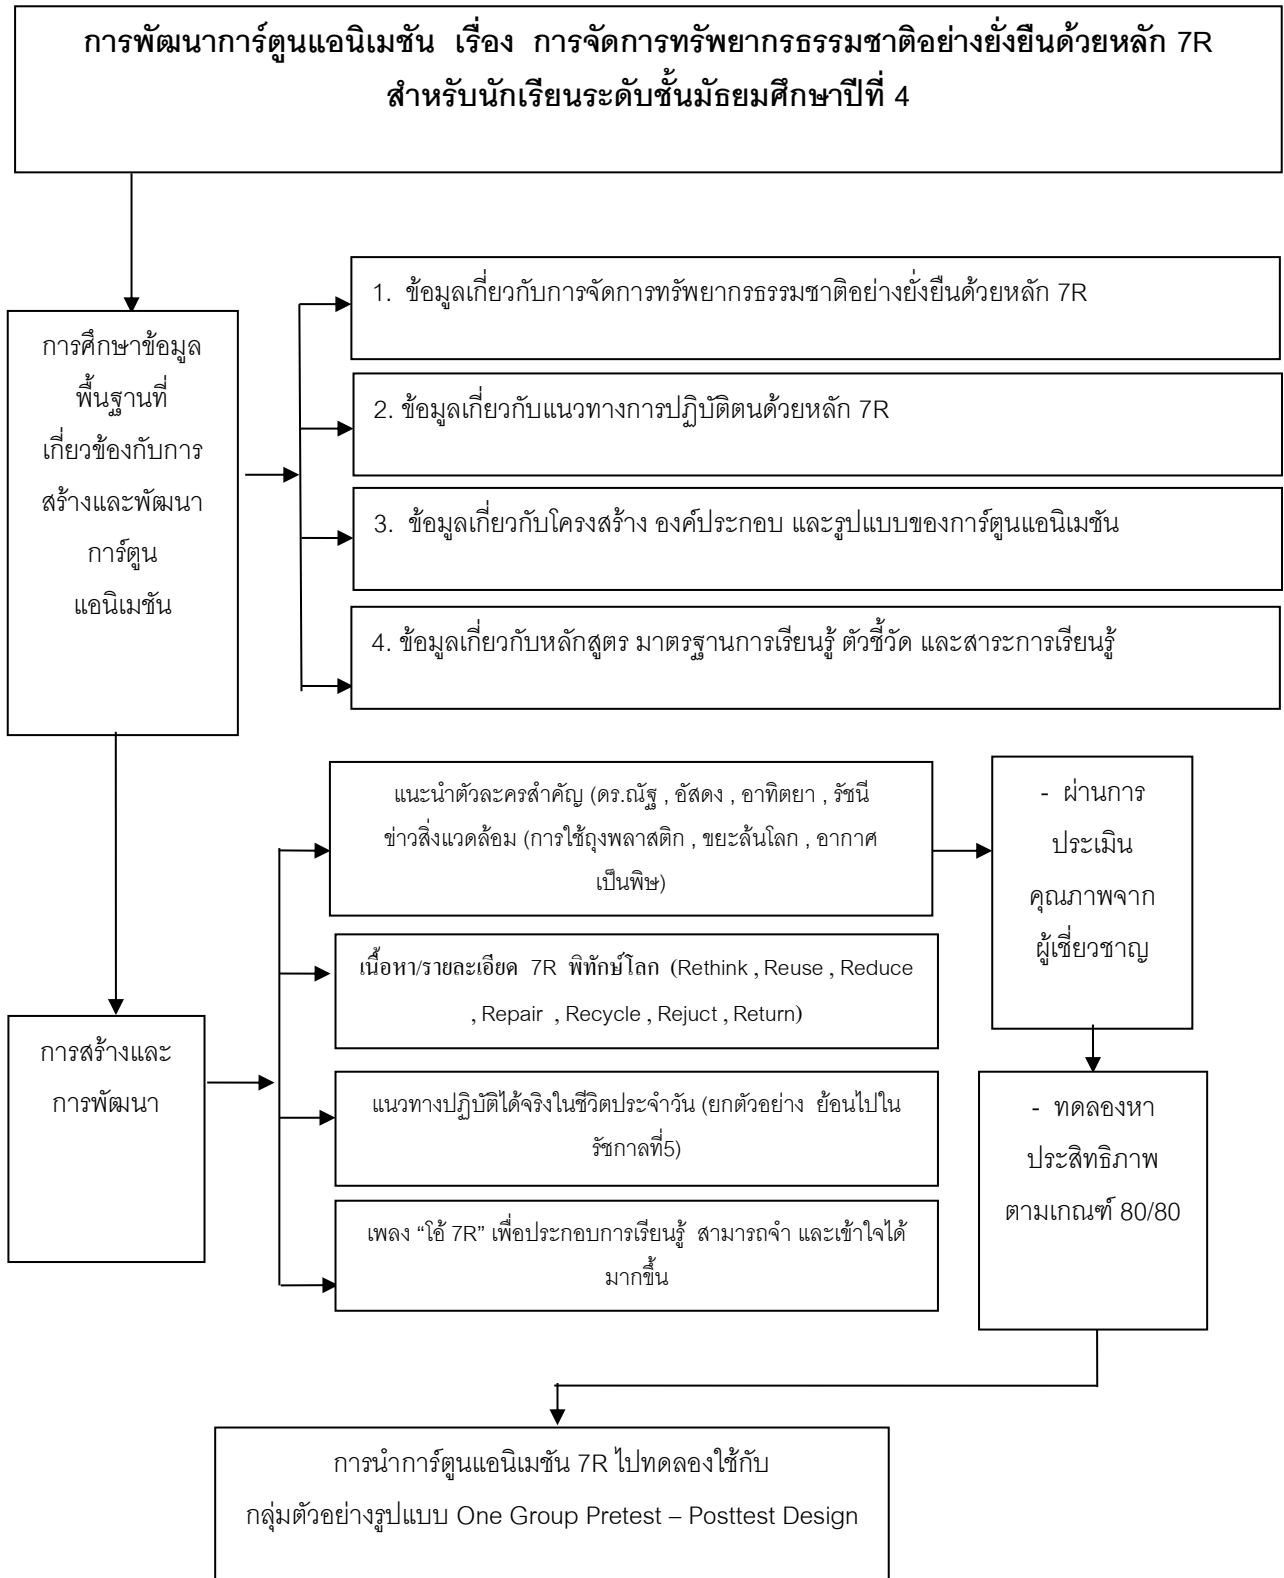 การพัฒนาการ์ตูนแอนิเมชัน เรื่อง การจัดการทรัพยากรธรรมชาติอย่างยั่งยืนด้วยหลัก 7R
สำหรับนักเรียนระดับชั้นมัธยมศึกษาปีที่ 4
การศึกษาข้อมูล
พื้นฐานที่
เกี่ยวข้องกับการ
สร้างและพัฒนา
การ์ตูน
แอนิเมชัน
1. ข้อมูลเกี่ยวกับการจัดการทรัพยากรธรรมชาติอย่างยั่งยืนด้วยหลัก 7R
2. ข้อมูลเกี่ยวกับแนวทางการปฏิบัติตนด้วยหลัก 7R
3. ข้อมูลเกี่ยวกับโครงสร้าง องค์ประกอบ และรูปแบบของการ์ตูนแอนิเมชัน
4. ข้อมูลเกี่ยวกับหลักสูตร มาตรฐานการเรียนรู้ ตัวชี้วัด และสาระการเรียนรู้
การสร้างและ
การพัฒนา
แนะนำตัวละครสำคัญ (ดร.ณัฐ , อัสดง , อาทิตยา , รัชนี
ข่าวสิ่งแวดล้อม (การใช้ถุงพลาสติก , ขยะล้นโลก , อากาศ
เป็นพิษ)
เนื้อหา/รายละเอียด 7R พิทักษ์โลก (Rethink , Reuse , Reduce
, Repair , Recycle , Rejuct , Return)
แนวทางปฏิบัติได้จริงในชีวิตประจำวัน (ยกตัวอย่าง ย้อนไปใน
รัชกาลที่5)
เพลง “โอ้ 7R” เพื่อประกอบการเรียนรู้ สามารถจำ และเข้าใจได้
มากขึ้น
- ผ่านการ
ประเมิน
คุณภาพจาก
ผู้เชี่ยวชาญ
- ทดลองหา
ประสิทธิภาพ
ตามเกณฑ์ 80/80
การนำการ์ตูนแอนิเมชัน 7R ไปทดลองใช้กับ
กลุ่มตัวอย่างรูปแบบ One Group Pretest – Posttest Design